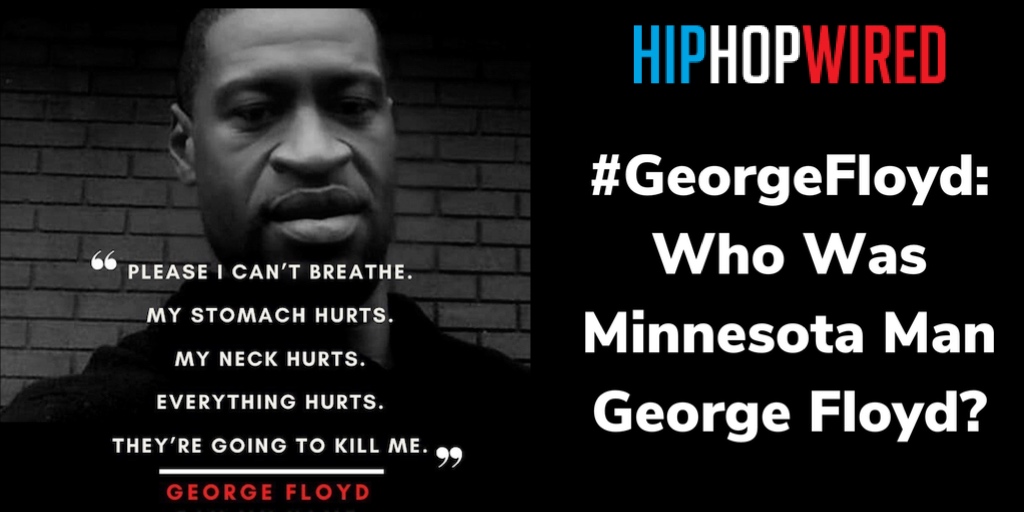 “ PLEASE I CAN’T BREATHE.
MY STOMACH HURTS.
MY NECK HURTS.
EVERYTHING HURTS.
THEY’RE GOING TO KILL ME. ”
GEORGE FLOYD
HIPHOPWIRED
#GeorgeFloyd:
Who Was
Minnesota Man
George Floyd?